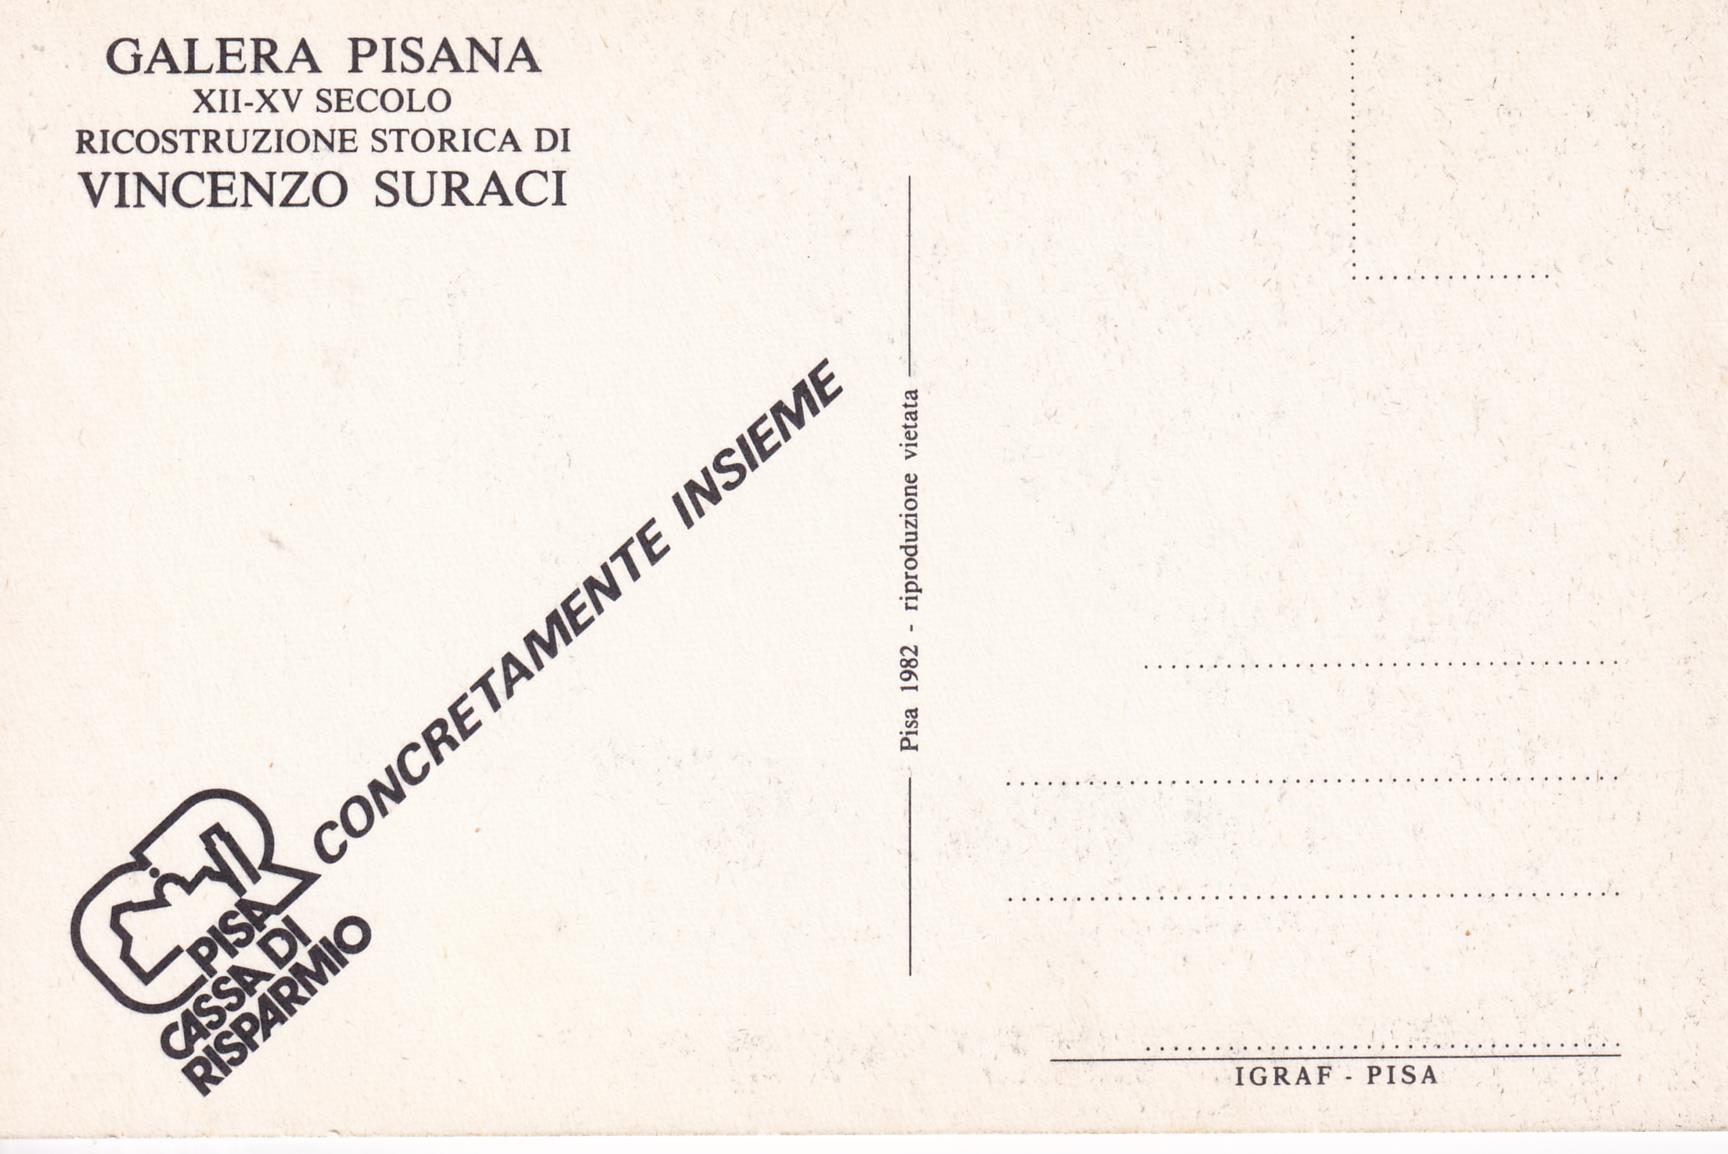 GALERA PISANA
XII-XV SECOLO
RICOSTRUZIONE STORICA DI
VINCENZO SURACI
CONCRETAMENTE INSIEME
CR
PISA
CASSA DI
RISPARMIO
Pisa 1982 - riproduzione vietata
IGRAF - PISA